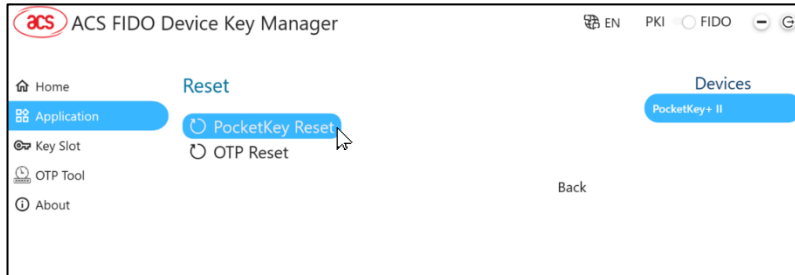 acs ACS FIDO Device Key Manager EN PKI FIDO
Home
Application
Key Slot
OTP Tool
About
Reset
PocketKey Reset
OTP Reset
Back
Devices
PocketKey+ II